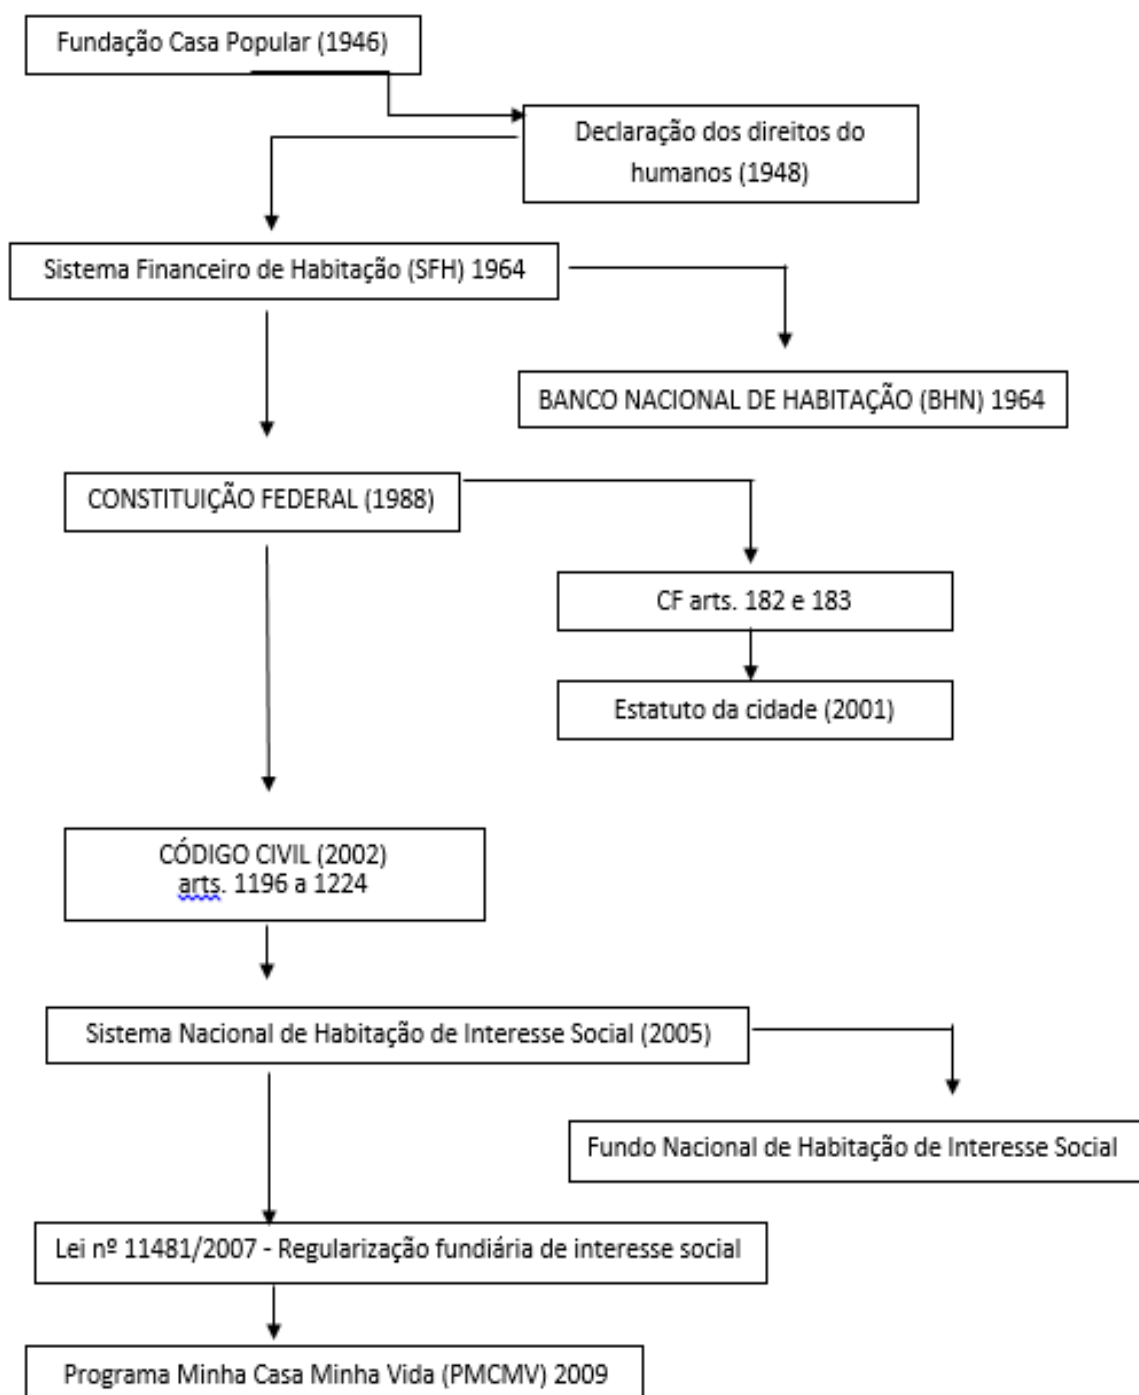 Fundação Casa Popular (1946)
Declaração dos direitos do
humanos (1948)
Sistema Financeiro de Habitação (SFH) 1964
BANCO NACIONAL DE HABITAÇÃO (BHN) 1964
CONSTITUIÇÃO FEDERAL (1988)
CF arts. 182 e 183
Estatuto da cidade (2001)
CÓDIGO CIVIL (2002)
arts. 1196 a 1224
Sistema Nacional de Habitação de Interesse Social (2005)
Fundo Nacional de Habitação de Interesse Social
Lei nº 11481/2007 - Regularização fundiária de interesse social
Programa Minha Casa Minha Vida (PMCMV) 2009